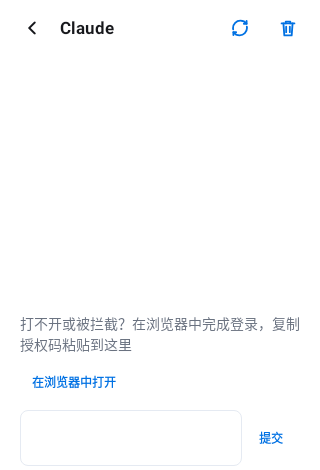 Claude
打不开或被拦截？在浏览器中完成登录，复制
授权码粘贴到这里
在浏览器中打开
提交